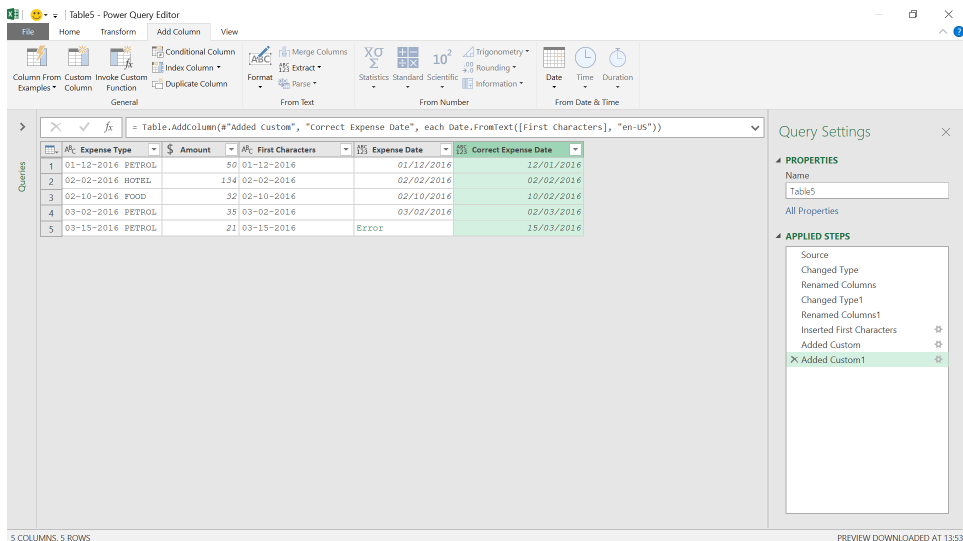 Table5 - Power Query Editor
File Home Transform Add Column View
Column From Examples Custom Column Invoke Custom Function
Conditional Column
Index Column
Duplicate Column
General
Format
Merge Columns
Extract
Parse
From Text
Statistics Standard Scientific
Trigonometry
Rounding
Information
From Number
Date Time Duration
From Date & Time
= Table.AddColumn(#"Added Custom", "Correct Expense Date", each Date.FromText([First Characters], "en-US"))
Queries
Expense Type $ Amount First Characters Expense Date Correct Expense Date
1 01-12-2016 PETROL 50 01-12-2016 01/12/2016 12/01/2016
2 02-02-2016 HOTEL 134 02-02-2016 02/02/2016 02/02/2016
3 02-10-2016 FOOD 32 02-10-2016 02/10/2016 10/02/2016
4 03-02-2016 PETROL 35 03-02-2016 03/02/2016 02/03/2016
5 03-15-2016 PETROL 21 03-15-2016 Error 15/03/2016
Query Settings
PROPERTIES
Name
Table5
All Properties
APPLIED STEPS
Source
Changed Type
Renamed Columns
Changed Type1
Renamed Columns1
Inserted First Characters
Added Custom
Added Custom1
5 COLUMNS, 5 ROWS
PREVIEW DOWNLOADED AT 13:53